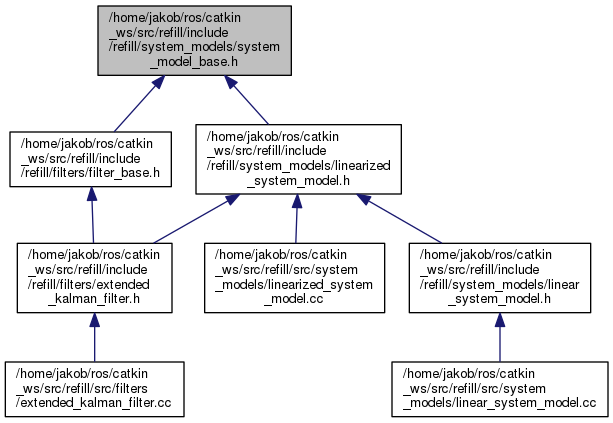 /home/jakob/ros/catkin
_ws/src/refill/include
/refill/system_models/system
_model_base.h
/home/jakob/ros/catkin
_ws/src/refill/include
/refill/filters/filter_base.h
/home/jakob/ros/catkin
_ws/src/refill/include
/refill/system_models/linearized
_system_model.h
/home/jakob/ros/catkin
_ws/src/refill/include
/refill/filters/extended
_kalman_filter.h
/home/jakob/ros/catkin
_ws/src/refill/src/system
_models/linearized_system
_model.cc
/home/jakob/ros/catkin
_ws/src/refill/include
/refill/system_models/linear
_system_model.h
/home/jakob/ros/catkin
_ws/src/refill/src/filters
/extended_kalman_filter.cc
/home/jakob/ros/catkin
_ws/src/refill/src/system
_models/linear_system_model.cc